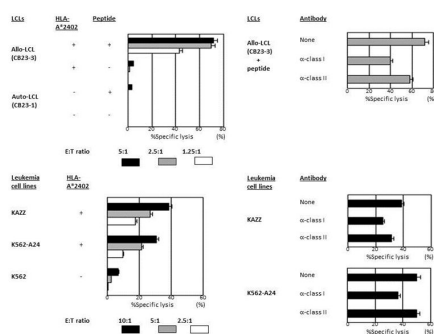 LCLs HLA-A*2402 Peptide
Allo-LCL (CB23-3) + +
+ -
Auto-LCL (CB23-1) - +
- -
0 20 40 60 80
%Specific lysis (%)
E:T ratio 5:1 2.5:1 1.25:1
LCLs Antibody
Allo-LCL (CB23-3) + peptide
None
α-class I
α-class II
0 20 40 60 80
%Specific lysis (%)
Leukemia cell lines HLA-A*2402
KAZZ +
K562-A24 +
K562 -
0 20 40 60
%Specific lysis (%)
E:T ratio 10:1 5:1 2.5:1
Leukemia cell lines Antibody
KAZZ
None
α-class I
α-class II
0 20 40 60
%Specific lysis (%)
K562-A24
None
α-class I
α-class II
0 20 40 60
%Specific lysis (%)